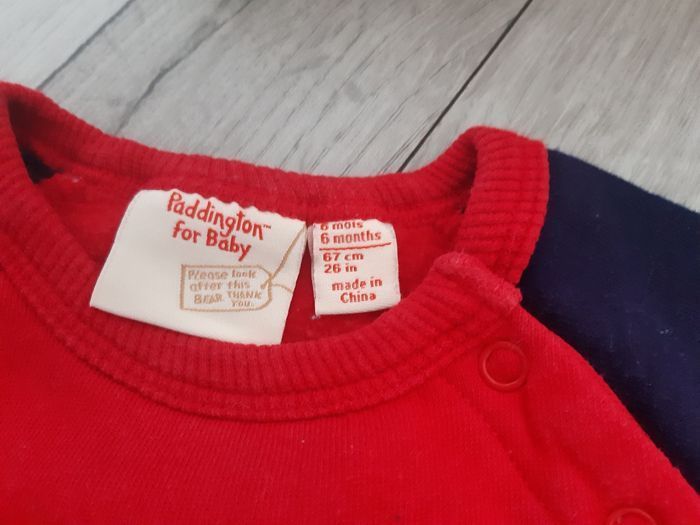 Paddington™
for Baby
Please look
after this
BEAR. THANK
YOU.
6 mois
6 months
67 cm
26 in
made in
China